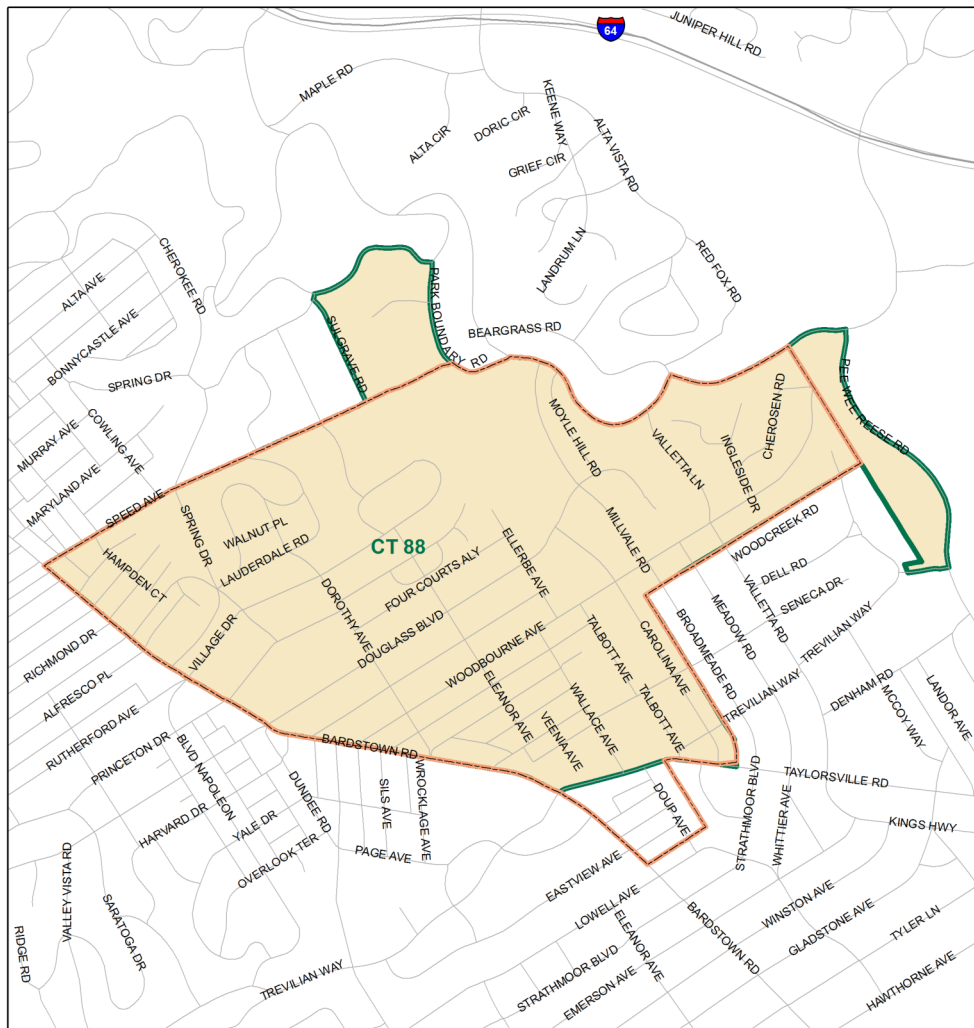 JUNIPER HILL RD
64
MAPLE RD
KEENE WAY
DORIC CIR
ALTA CIR
ALTA VISTA RD
GRIEF CIR
CHEROKEE RD
LANDRUM LN
RED FOX RD
ALTA AVE
PARK BOUNDARY RD
BONNYCASTLE AVE
SULGRAVE RD
BEARGRASS RD
SPRING DR
PEE WEE REESE RD
COWLING AVE
MURRAY AVE
MOYLE HILL RD
CHEROSEN RD
VALLETTA LN
INGLESIDE DR
MARYLAND AVE
SPEED AVE
SPRING DR
WALNUT PL
CT 88
MILLVALE RD
WOODCREEK RD
LAUDERDALE RD
HAMPDEN CT
ELLERBE AVE
FOUR COURTS ALY
DELL RD
DOROTHY AVE
VALLETTA RD
SENECA DR
MEADOW RD
DOUGLASS BLVD
VILLAGE DR
WOODBOURNE AVE
TALBOTT AVE
CAROLINA AVE
BROADMEADE RD
TREVILIAN WAY
RICHMOND DR
ALFRESCO PL
ELEANOR AVE
WALLACE AVE
TALBOTT AVE
TREVILIAN WAY
DENHAM RD
MCCOY WAY
LANDOR AVE
RUTHERFORD AVE
VEENIA AVE
PRINCETON DR
BARDSTOWN RD
BLVD NAPOLEON
DUNDEE RD
SILS AVE
WROCKLAGE AVE
TAYLORSVILLE RD
DOUP AVE
STRATHMOOR BLVD
WHITTIER AVE
HARVARD DR
YALE DR
KINGS HWY
OVERLOOK TER
PAGE AVE
EASTVIEW AVE
VALLEY VISTA RD
SARATOGA DR
LOWELL AVE
WINSTON AVE
ELEANOR AVE
BARDSTOWN RD
GLADSTONE AVE
TYLER LN
RIDGE RD
TREVILIAN WAY
STRATHMOOR BLVD
EMERSON AVE
HAWTHORNE AVE